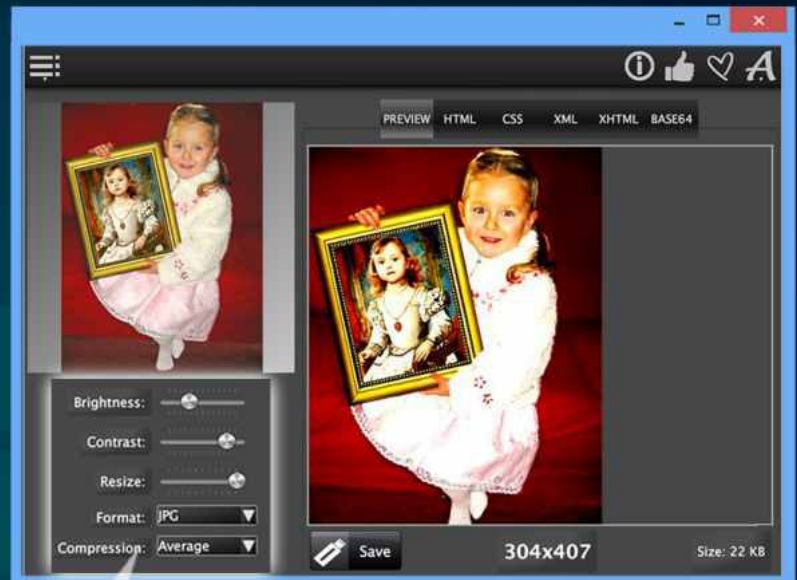 PREVIEW HTML CSS XML XHTML BASE64
Brightness:
Contrast:
Resize:
Format: JPG
Compression: Average
Save 304x407 Size: 22 KB